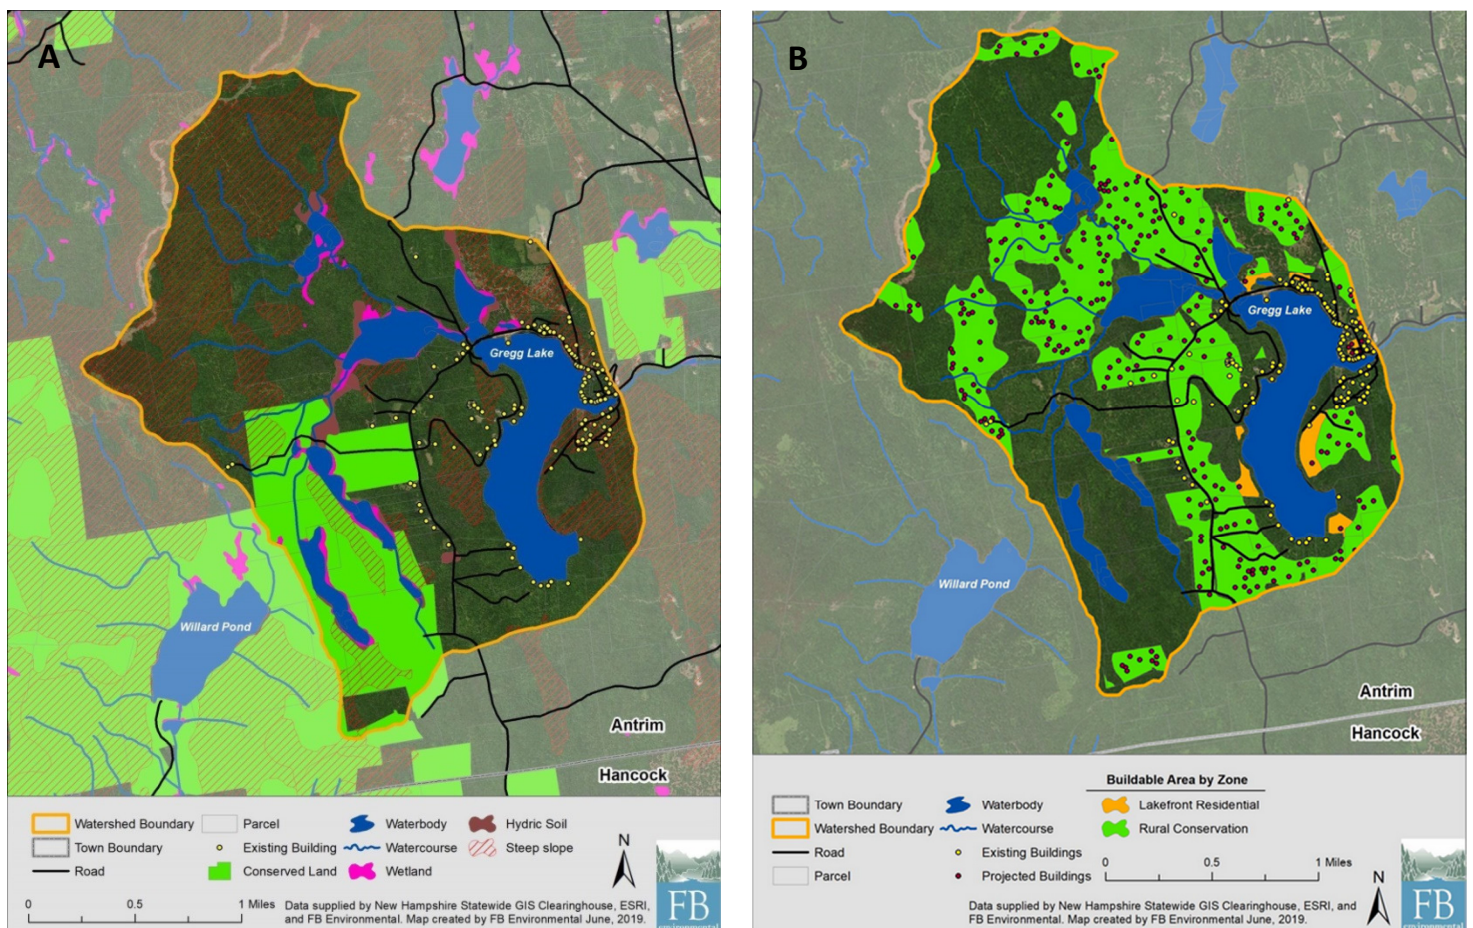 A
Gregg Lake
Willard Pond
Antrim
Hancock
Watershed Boundary
Parcel
Waterbody
Hydric Soil
Town Boundary
Existing Building
Watercourse
Steep slope
Road
Conserved Land
Wetland
N
0 0.5 1 Miles
Data supplied by New Hampshire Statewide GIS Clearinghouse, ESRI,
and FB Environmental. Map created by FB Environmental June, 2019.
FB
environmental
B
Gregg Lake
Willard Pond
Antrim
Hancock
Buildable Area by Zone
Town Boundary
Waterbody
Lakefront Residential
Watershed Boundary
Watercourse
Rural Conservation
Road
Existing Buildings
Parcel
Projected Buildings
0 0.5 1 Miles
N
Data supplied by New Hampshire Statewide GIS Clearinghouse, ESRI, and
FB Environmental. Map created by FB Environmental June, 2019.
FB
environmental